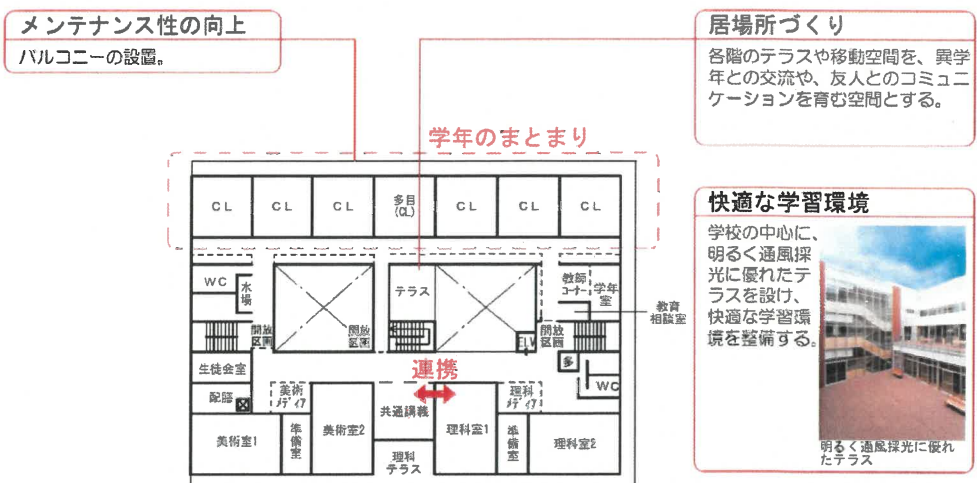 メンテナンス性の向上
バルコニーの設置。
居場所づくり
各階のテラスや移動空間を、異学
年との交流や、友人とのコミュニ
ケーションを育む空間とする。
学年のまとまり
CL
CL
CL
多目
(CL)
CL
CL
CL
快適な学習環境
学校の中心に、
明るく通風採
光に優れたテ
ラスを設け、
快適な学習環
境を整備する。
明るく通風採光に優れ
たテラス
WC
水
場
テラス
教師
コーナー
学年
室
教育
相談室
開放
区画
開放
区画
ELV
開放
区画
生徒会室
連携
多
WC
配膳
美術
メディア
共通講義
理科
メディア
美術室1
準
備
室
美術室2
理科室1
準
備
室
理科室2
理科
テラス